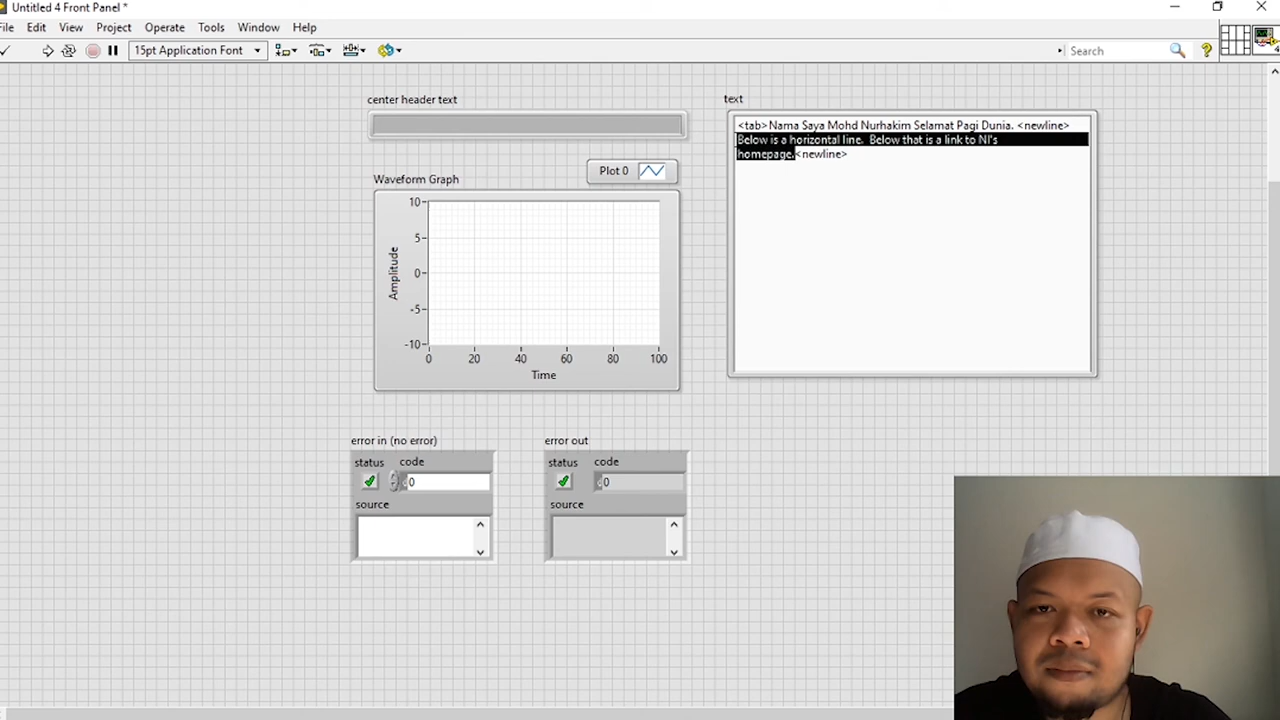 Untitled 4 Front Panel *
File Edit View Project Operate Tools Window Help
15pt Application Font
Search
?
center header text
text
<tab>Nama Saya Mohd Nurhakim Selamat Pagi Dunia. <newline>
Below is a horizontal line.  Below that is a link to NI's
homepage.<newline>
Plot 0
Waveform Graph
10
5
0
-5
-10
Amplitude
0 20 40 60 80 100
Time
error in (no error)
status code
0
source
error out
status code
0
source